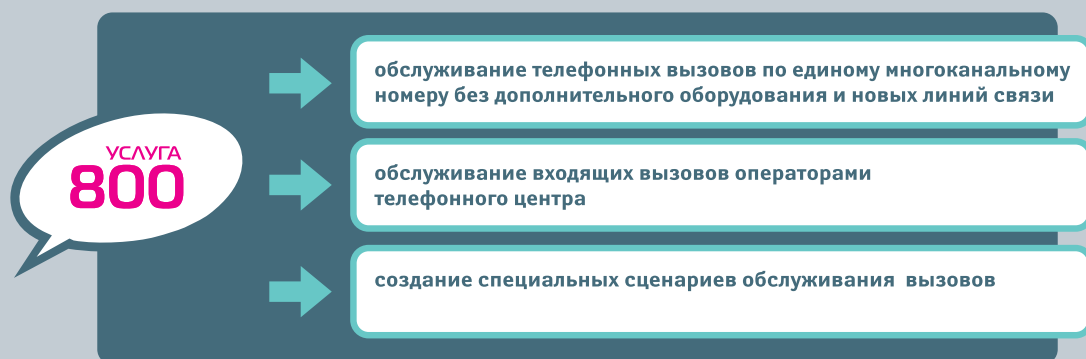 УСЛУГА
800
обслуживание телефонных вызовов по единому многоканальному
номеру без дополнительного оборудования и новых линий связи
обслуживание входящих вызовов операторами
телефонного центра
создание специальных сценариев обслуживания вызовов